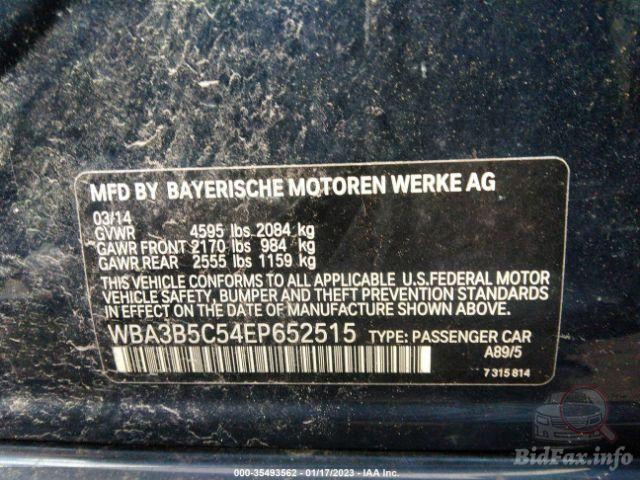 MFD BY BAYERISCHE MOTOREN WERKE AG
03/14
GVWR 4595 lbs 2084 kg
GAWR FRONT 2170 lbs 984 kg
GAWR REAR 2555 lbs 1159 kg
THIS VEHICLE CONFORMS TO ALL APPLICABLE U.S.FEDERAL MOTOR
VEHICLE SAFETY, BUMPER AND THEFT PREVENTION STANDARDS
IN EFFECT ON THE DATE OF MANUFACTURE SHOWN ABOVE.
WBA3B5C54EP652515 TYPE: PASSENGER CAR
A89/5
7 315 814
BidFax.info
000-35493562 - 01/17/2023 - IAA Inc.